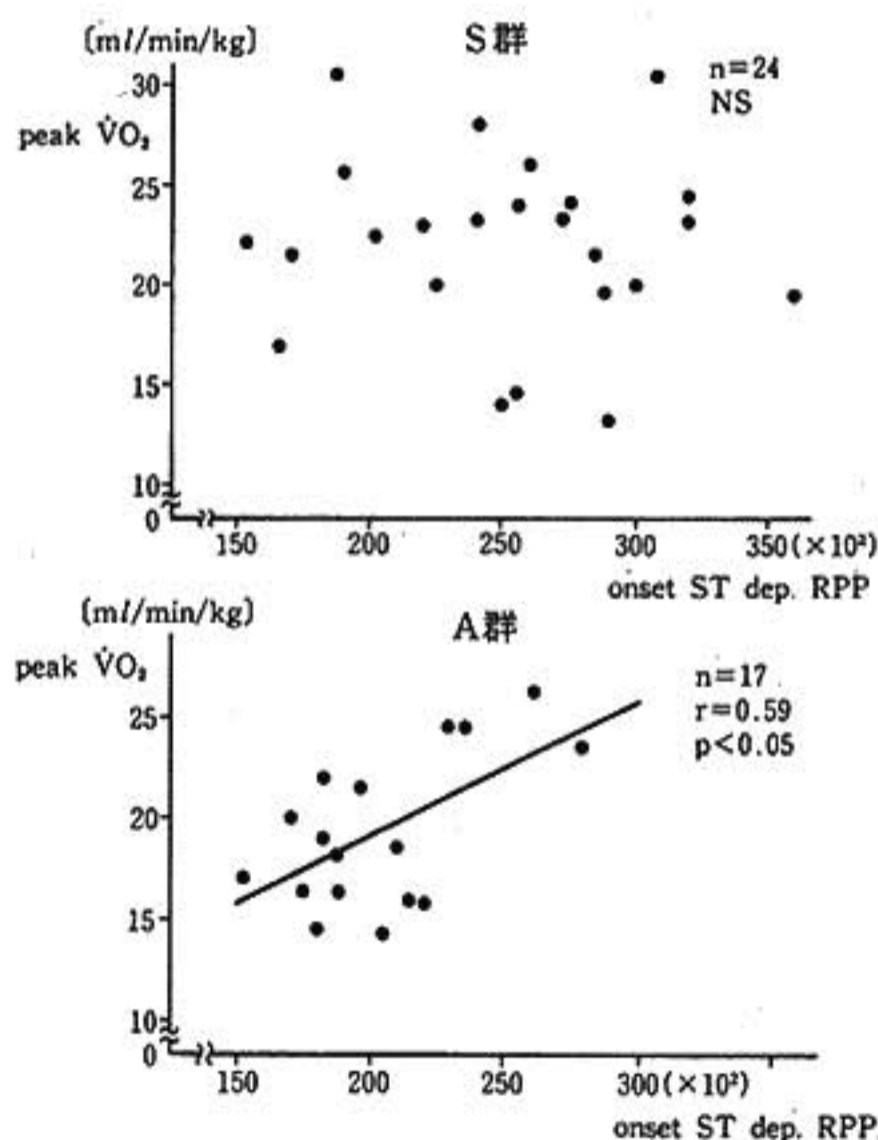 [ml/min/kg]
S群
n=24
NS
peak V̇O₂
30
25
20
15
10
0
150 200 250 300 350(×10²)
onset ST dep. RPP
[ml/min/kg]
A群
peak V̇O₂
n=17
r=0.59
p<0.05
25
20
15
10
0
150 200 250 300(×10²)
onset ST dep. RPP